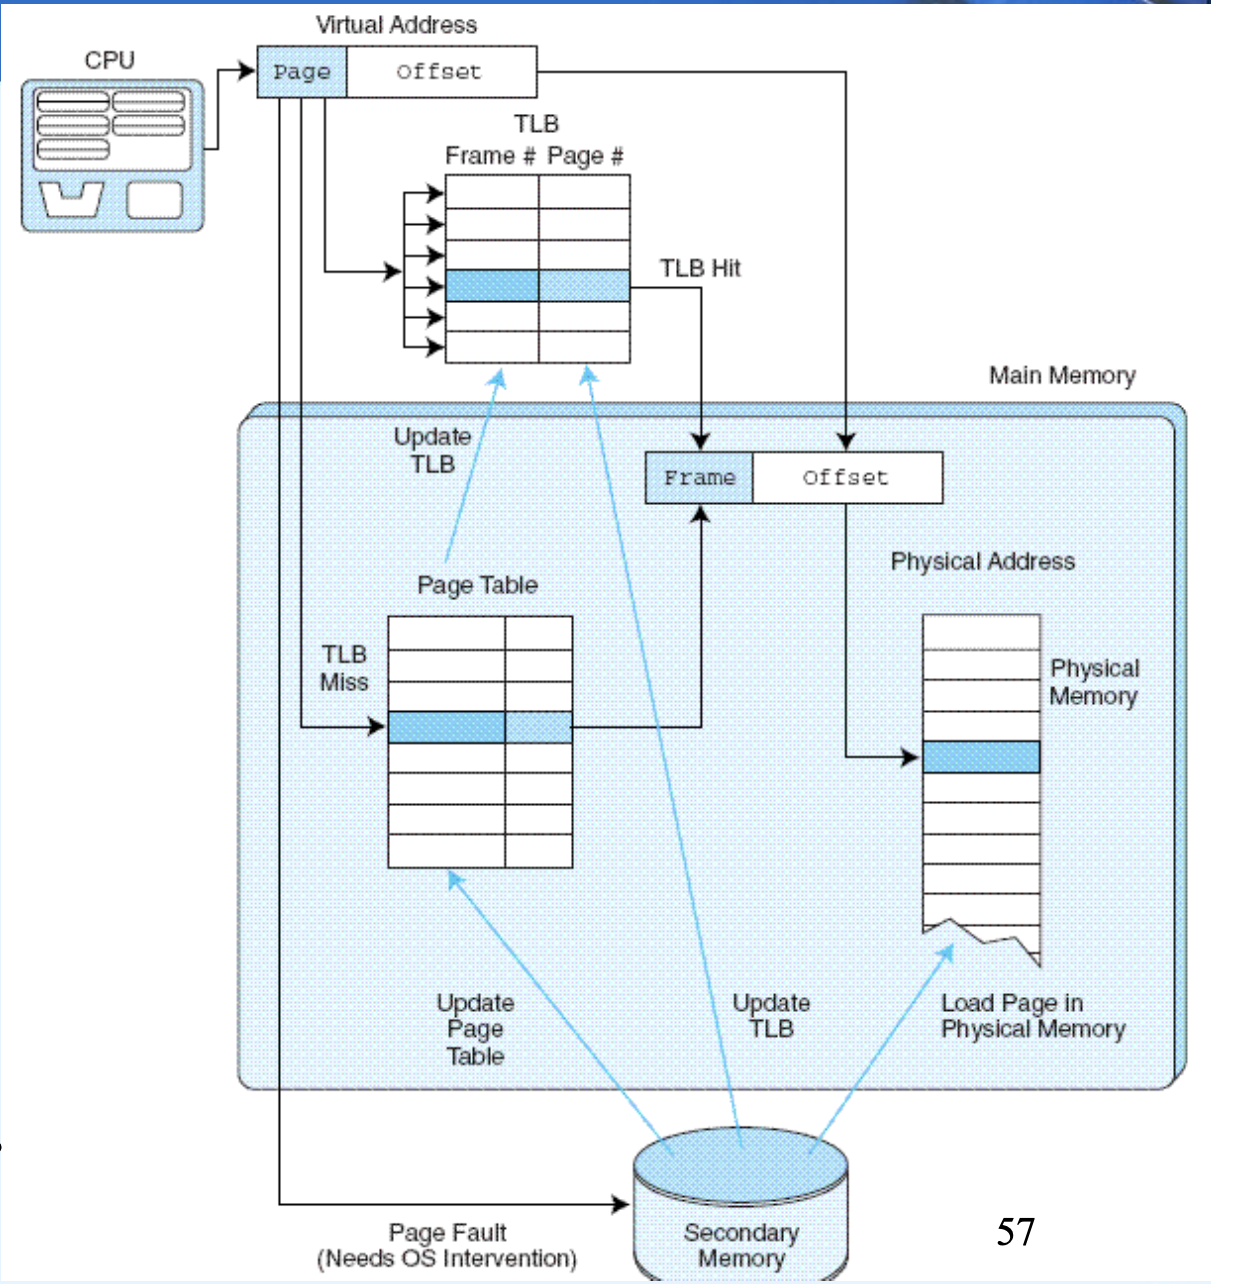 Virtual Address
CPU
Page
Offset
TLB
Frame # Page #
TLB Hit
Main Memory
Update
TLB
Frame
Offset
Physical Address
Page Table
TLB
Miss
Physical
Memory
Update
Page
Table
Update
TLB
Load Page in
Physical Memory
Page Fault
(Needs OS Intervention)
Secondary
Memory
57